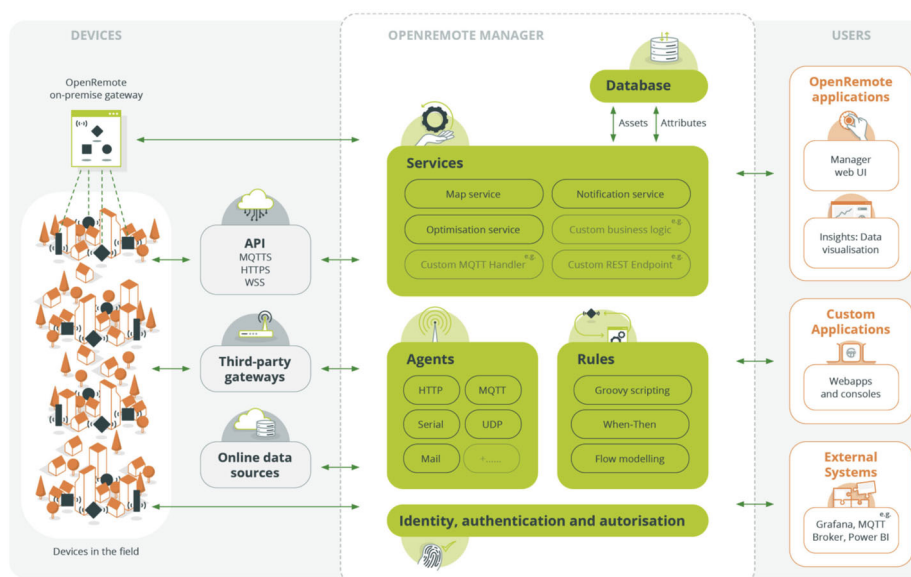 DEVICES
OPENREMOTE MANAGER
USERS
OpenRemote
on-premise gateway
API
MQTTS
HTTPS
WSS
Third-party
gateways
Online data
sources
Devices in the field
Database
Assets
Attributes
Services
Map service
Notification service
Optimisation service
e.g.
Custom business logic
e.g.
Custom MQTT Handler
e.g.
Custom REST Endpoint
Agents
HTTP
MQTT
Serial
UDP
Mail
Rules
Groovy scripting
When-Then
Flow modelling
Identity, authentication and autorisation
OpenRemote
applications
Manager
web UI
Insights: Data
visualisation
Custom
Applications
Webapps
and consoles
External
Systems
e.g.
Grafana, MQTT
Broker, Power BI